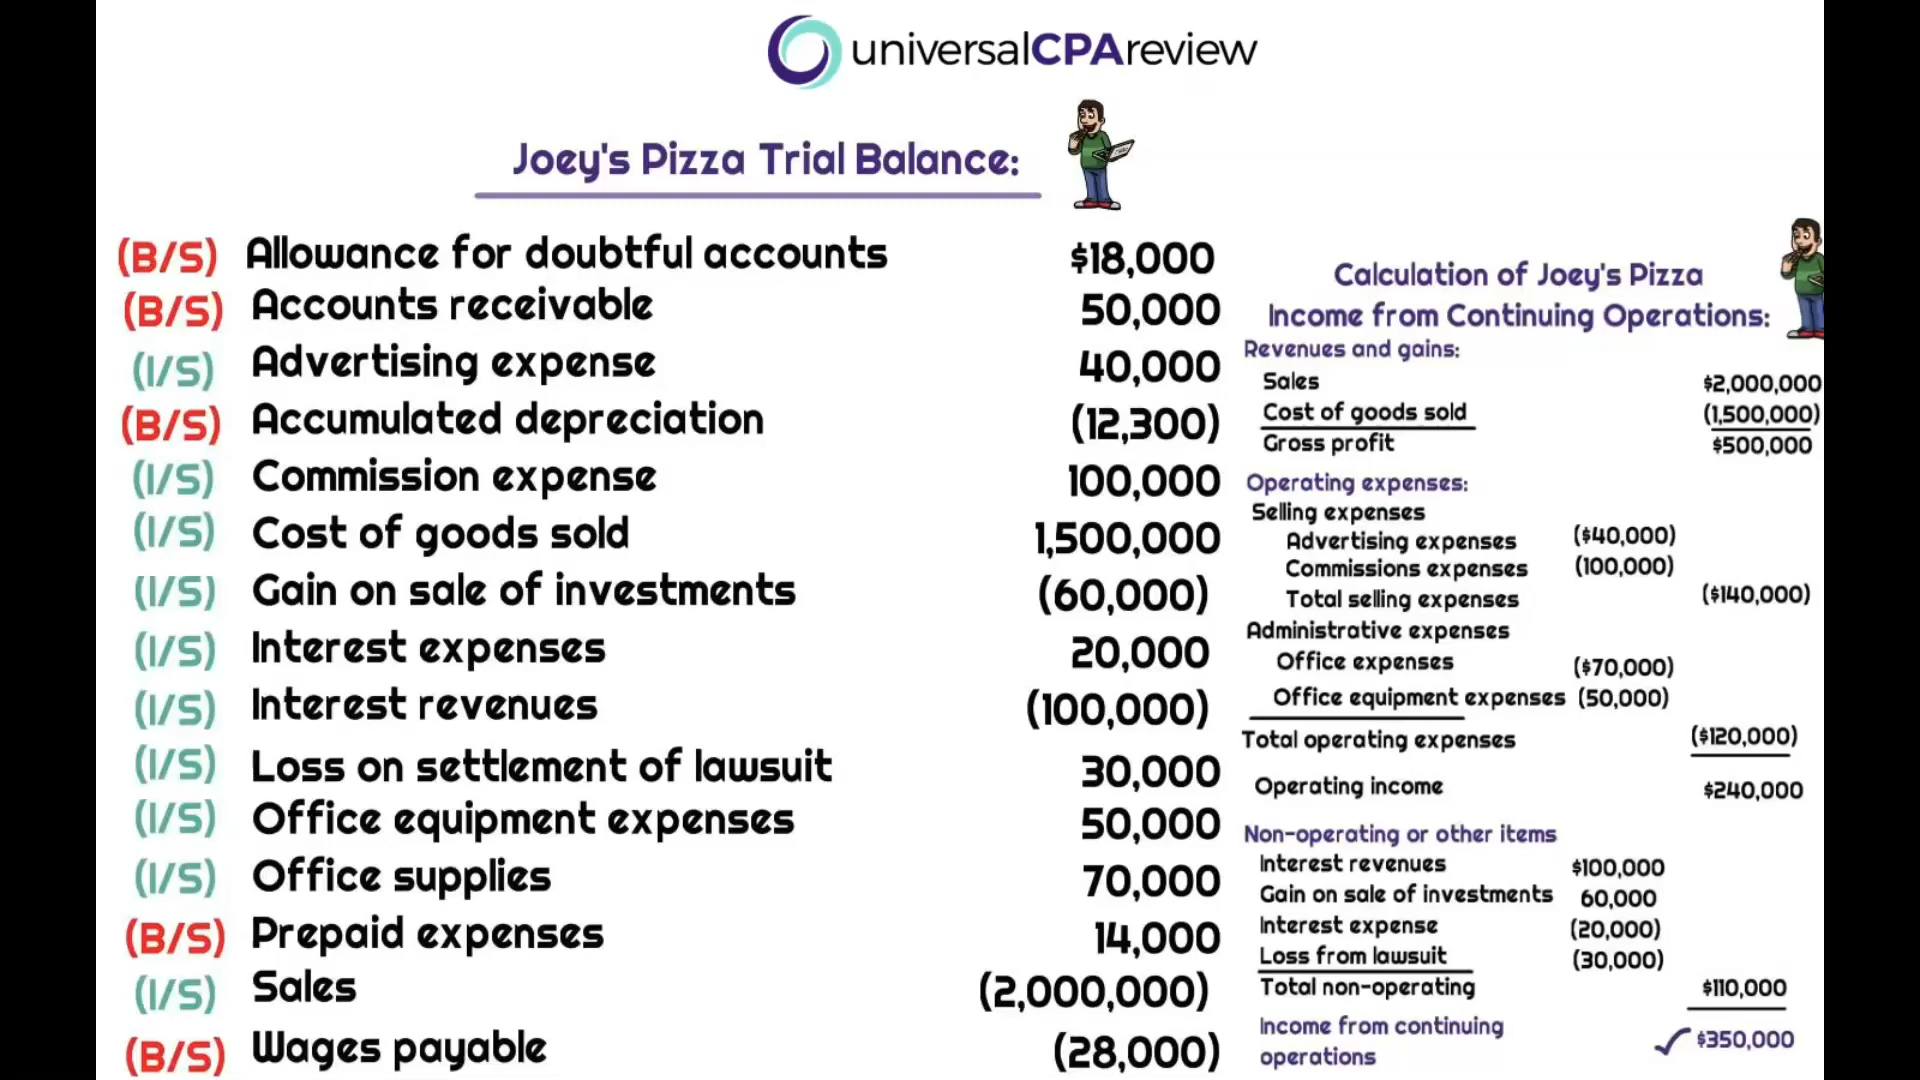 universalCPAreview
Joey's Pizza Trial Balance:
(B/S) Allowance for doubtful accounts $18,000
(B/S) Accounts receivable 50,000
(I/S) Advertising expense 40,000
(B/S) Accumulated depreciation (12,300)
(I/S) Commission expense 100,000
(I/S) Cost of goods sold 1,500,000
(I/S) Gain on sale of investments (60,000)
(I/S) Interest expenses 20,000
(I/S) Interest revenues (100,000)
(I/S) Loss on settlement of lawsuit 30,000
(I/S) Office equipment expenses 50,000
(I/S) Office supplies 70,000
(B/S) Prepaid expenses 14,000
(I/S) Sales (2,000,000)
(B/S) Wages payable (28,000)
Calculation of Joey's Pizza
Income from Continuing Operations:
Revenues and gains:
Sales $2,000,000
Cost of goods sold (1,500,000)
Gross profit $500,000
Operating expenses:
Selling expenses
Advertising expenses ($40,000)
Commissions expenses (100,000)
Total selling expenses ($140,000)
Administrative expenses
Office expenses ($70,000)
Office equipment expenses (50,000)
Total operating expenses ($120,000)
Operating income $240,000
Non-operating or other items
Interest revenues $100,000
Gain on sale of investments 60,000
Interest expense (20,000)
Loss from lawsuit (30,000)
Total non-operating $110,000
Income from continuing
operations $350,000